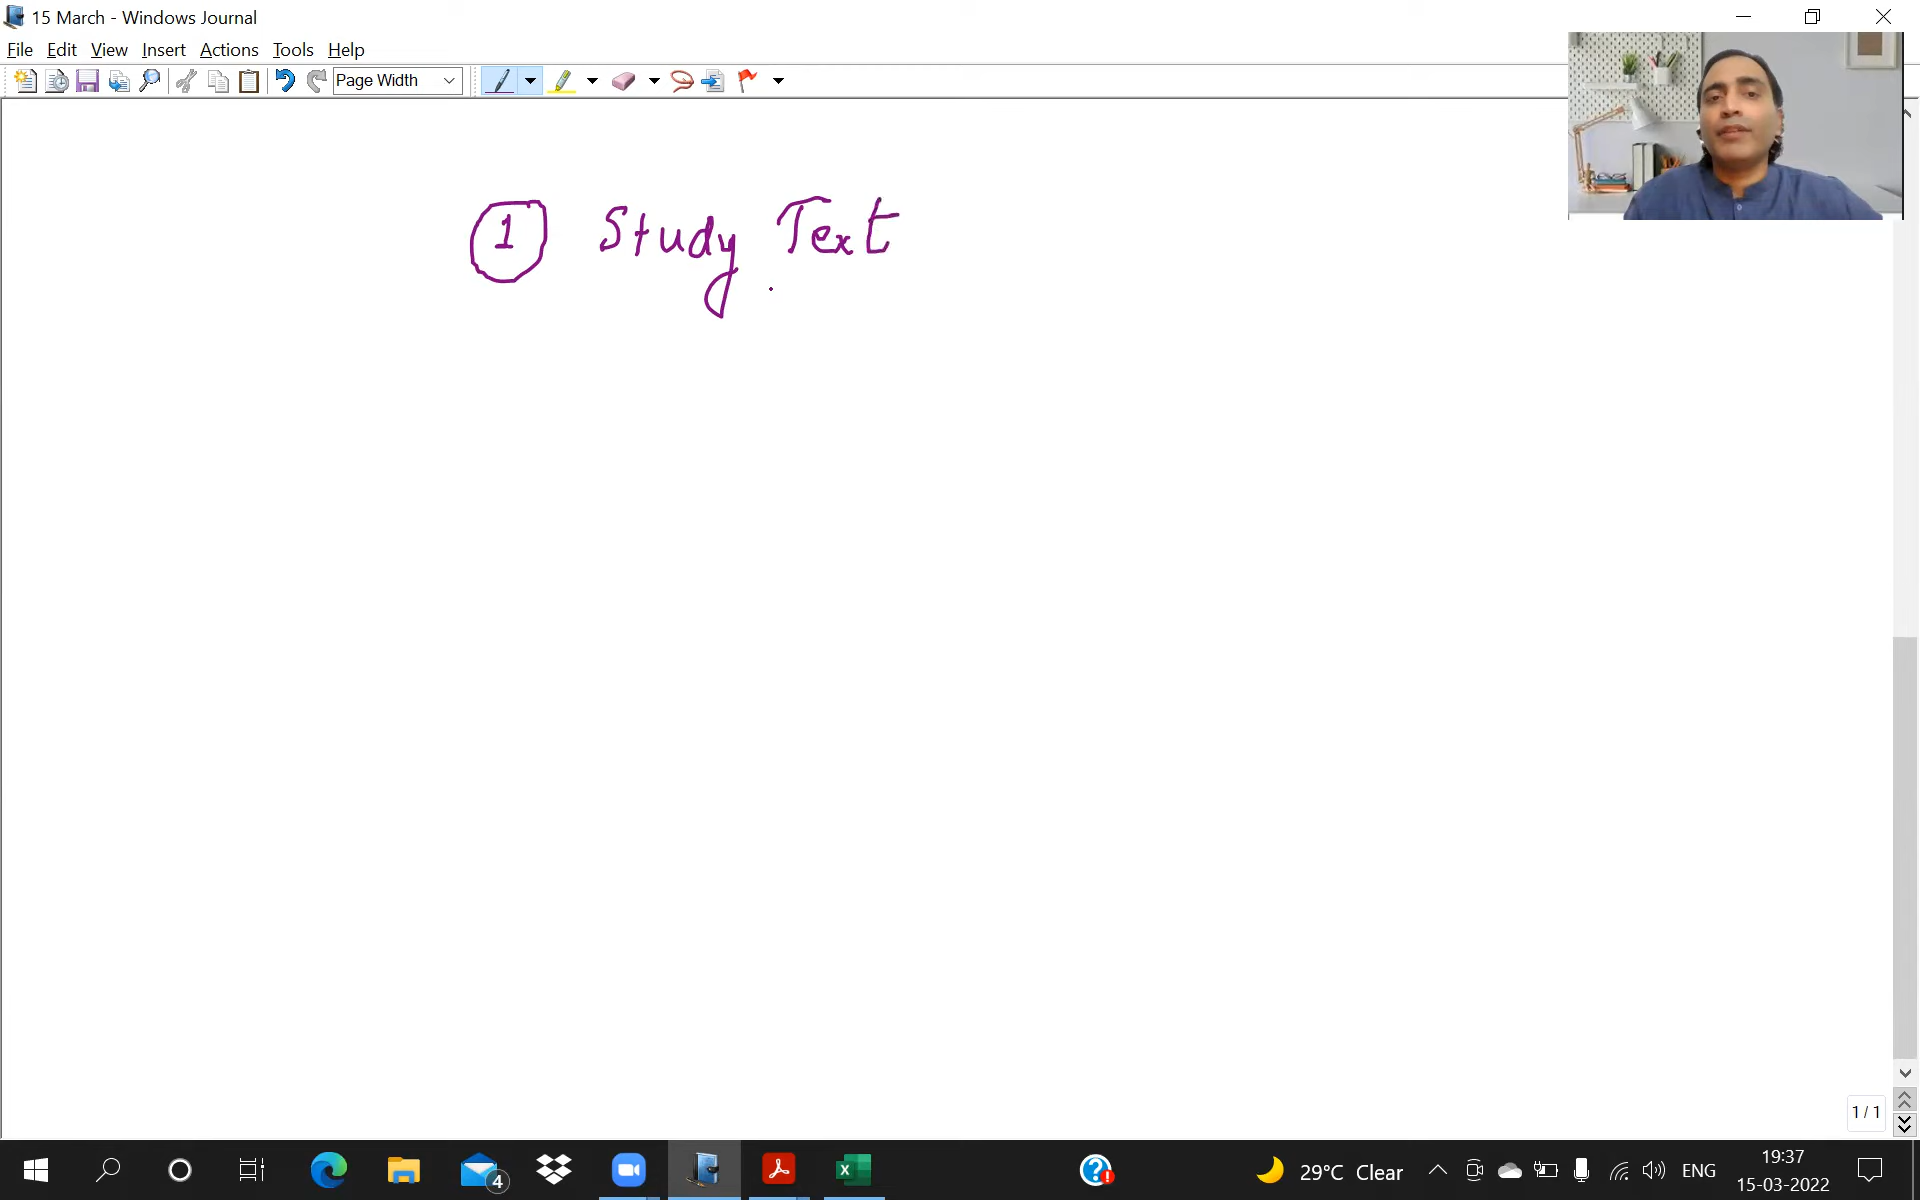 15 March - Windows Journal
File Edit View Insert Actions Tools Help
Page Width
1 Study Text
1 / 1
4
29°C Clear
ENG
19:37
15-03-2022